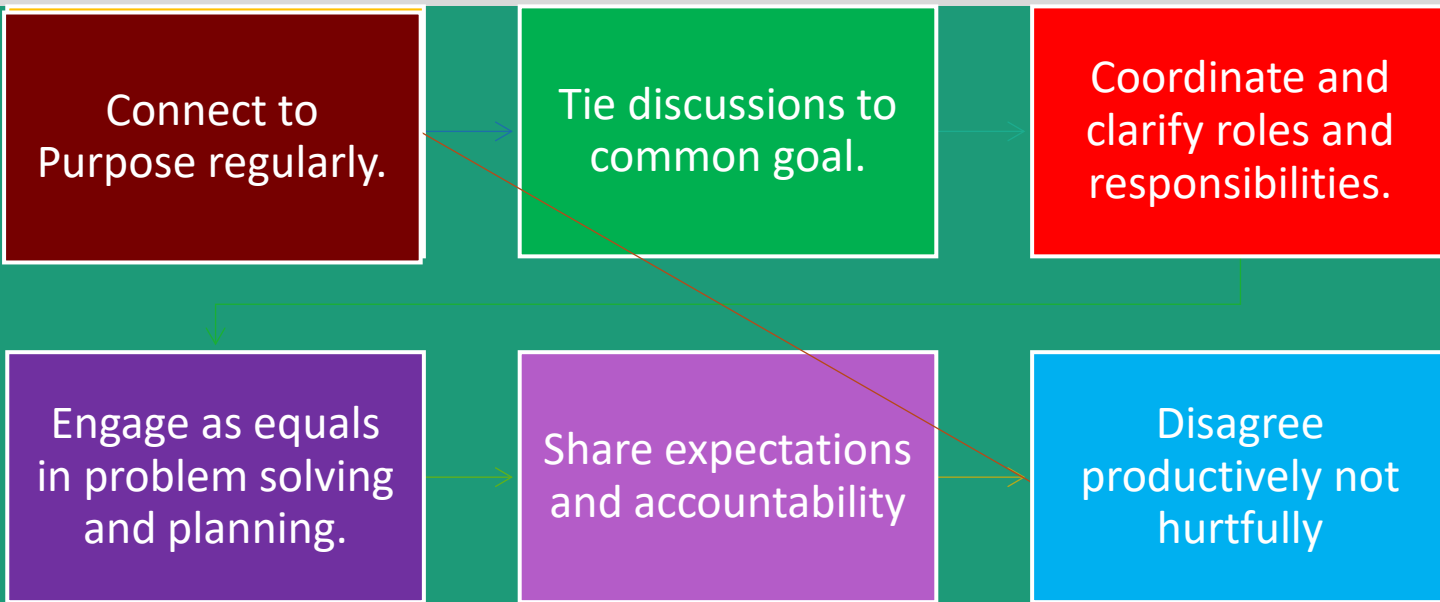 Connect to
Purpose regularly.
Tie discussions to
common goal.
Coordinate and
clarify roles and
responsibilities.
Engage as equals
in problem solving
and planning.
Share expectations
and accountability
Disagree
productively not
hurtfully